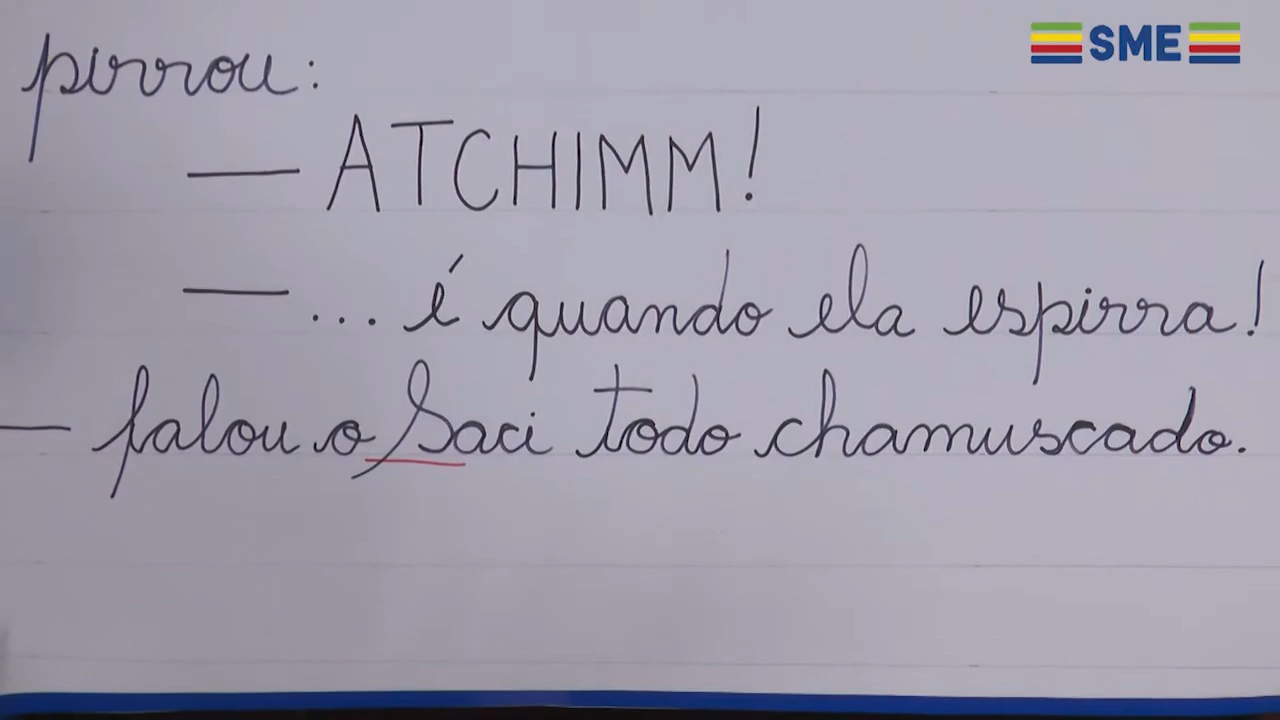 SME
pirrou:
— ATCHIMM!
— ... é quando ela espirra!
— falou o Saci todo chamuscado.